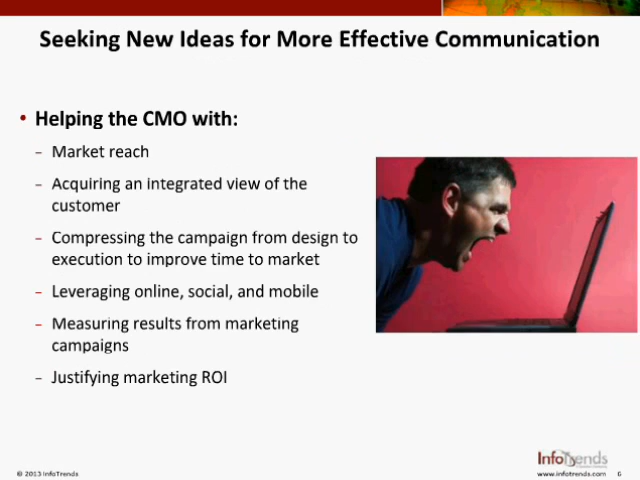 Seeking New Ideas for More Effective Communication
• Helping the CMO with:
– Market reach
– Acquiring an integrated view of the
customer
– Compressing the campaign from design to
execution to improve time to market
– Leveraging online, social, and mobile
– Measuring results from marketing
campaigns
– Justifying marketing ROI
InfoTrends
© 2013 InfoTrends
www.infotrends.com 6